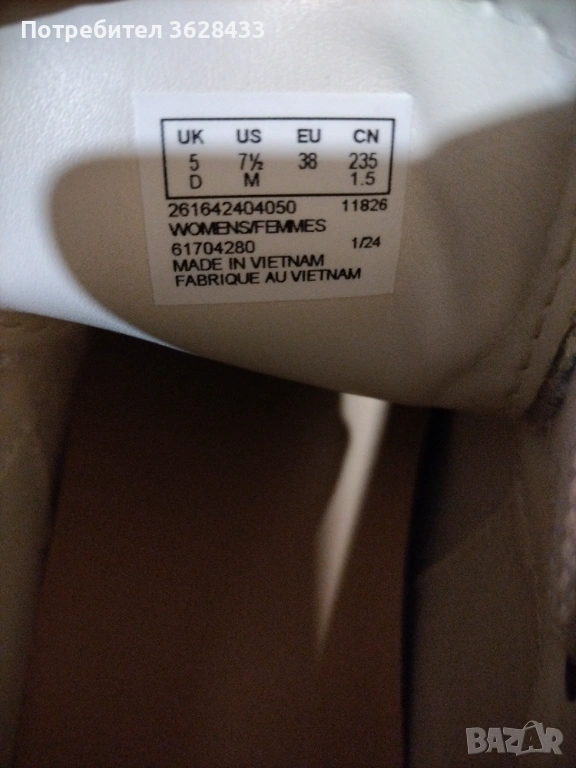 Потребител 3628433
UK US EU CN
5 7½ 38 235
D M 1.5
261642404050 11826
WOMENS/FEMMES
61704280 1/24
MADE IN VIETNAM
FABRIQUE AU VIETNAM
BAZAR